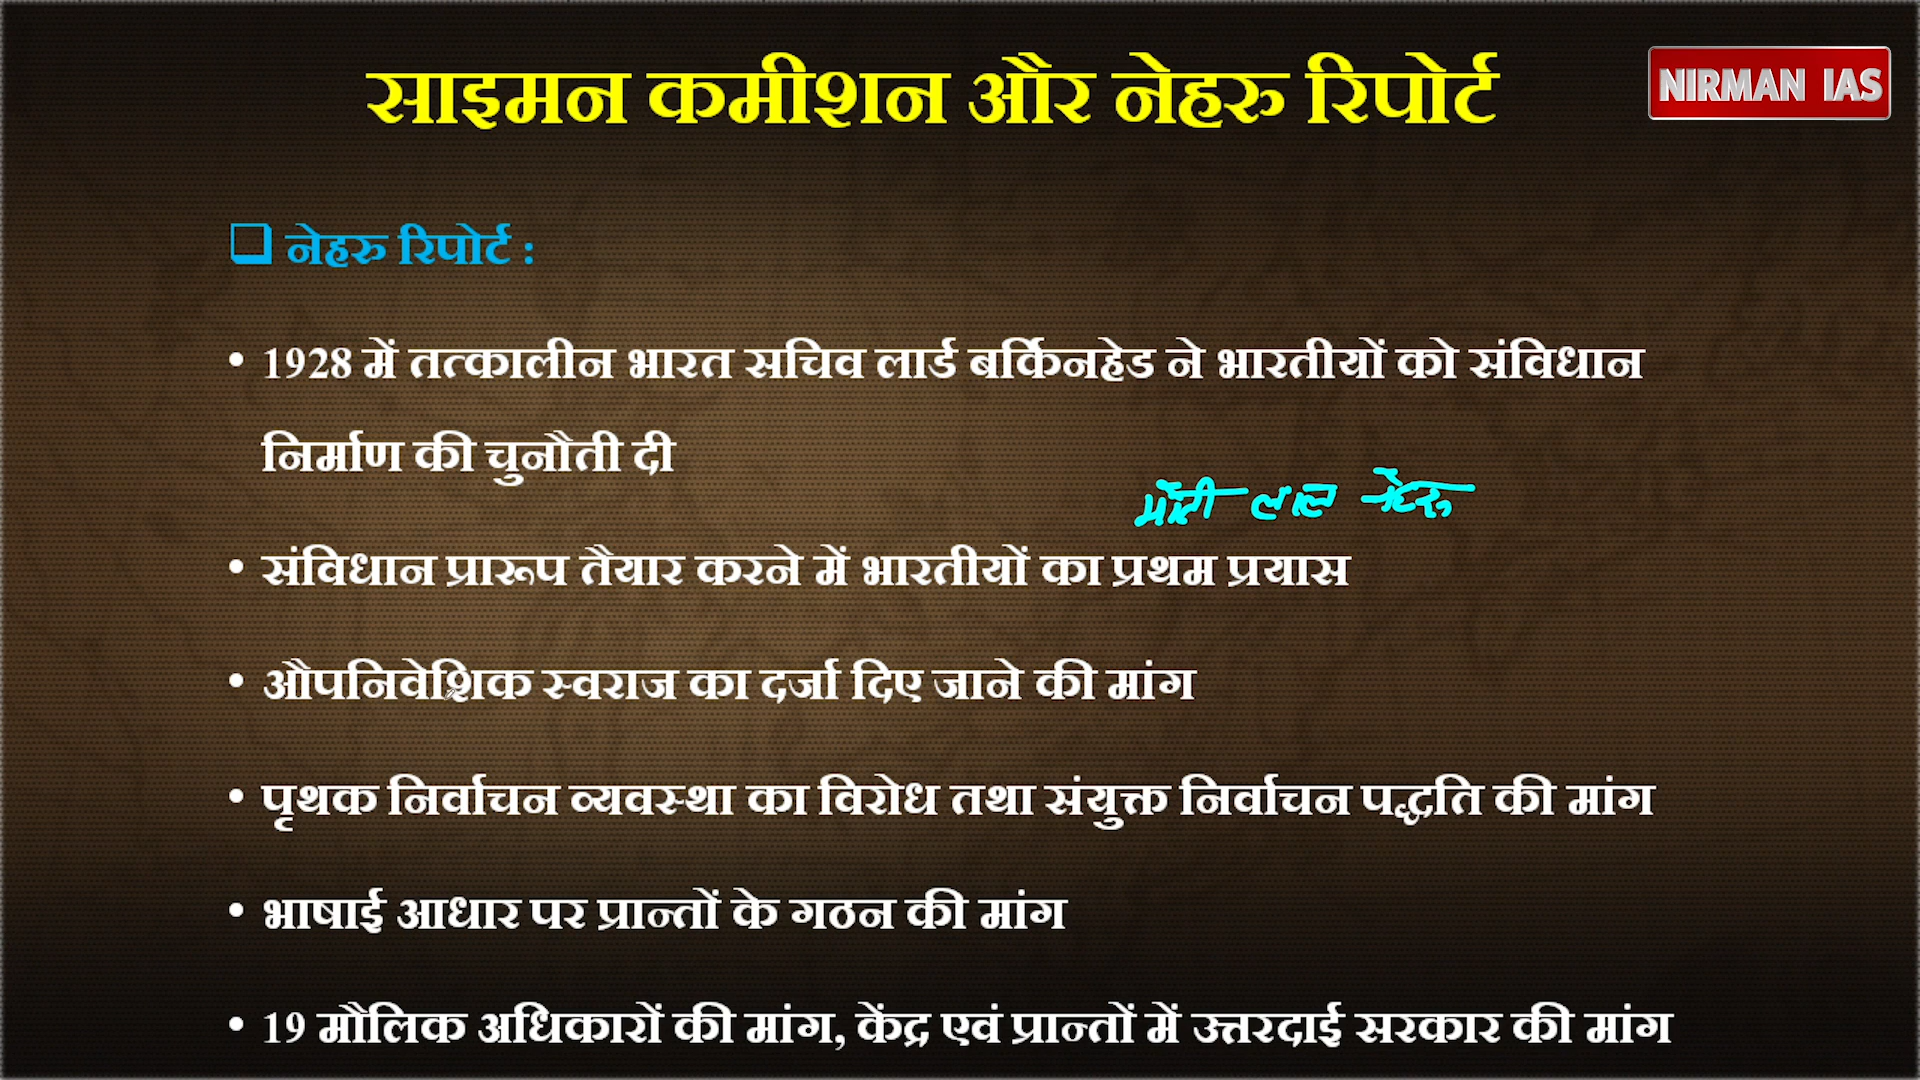 साइमन कमीशन और नेहरु रिपोर्ट
NIRMAN IAS
नेहरु रिपोर्ट :
• 1928 में तत्कालीन भारत सचिव लार्ड बर्किनहेड ने भारतीयों को संविधान
निर्माण की चुनौती दी
मोती लाल नेहरु
• संविधान प्रारूप तैयार करने में भारतीयों का प्रथम प्रयास
• औपनिवेशिक स्वराज का दर्जा दिए जाने की मांग
• पृथक निर्वाचन व्यवस्था का विरोध तथा संयुक्त निर्वाचन पद्धति की मांग
• भाषाई आधार पर प्रान्तों के गठन की मांग
• 19 मौलिक अधिकारों की मांग, केंद्र एवं प्रान्तों में उत्तरदाई सरकार की मांग